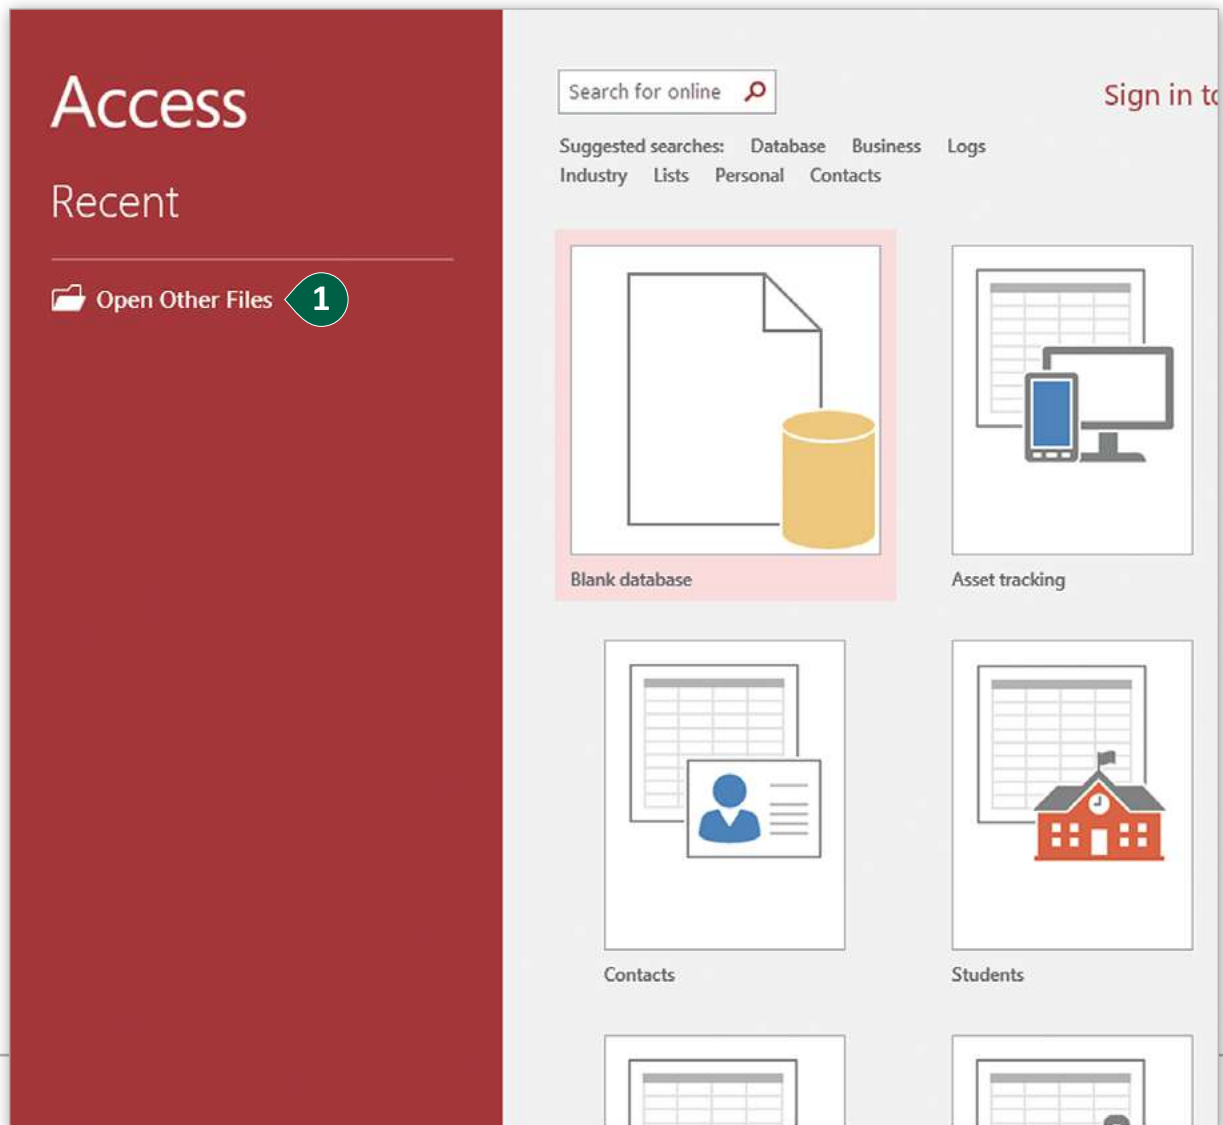 Access
Recent
Open Other Files 1
Search for online
Sign in to
Suggested searches: Database Business Logs
Industry Lists Personal Contacts
Blank database
Asset tracking
Contacts
Students